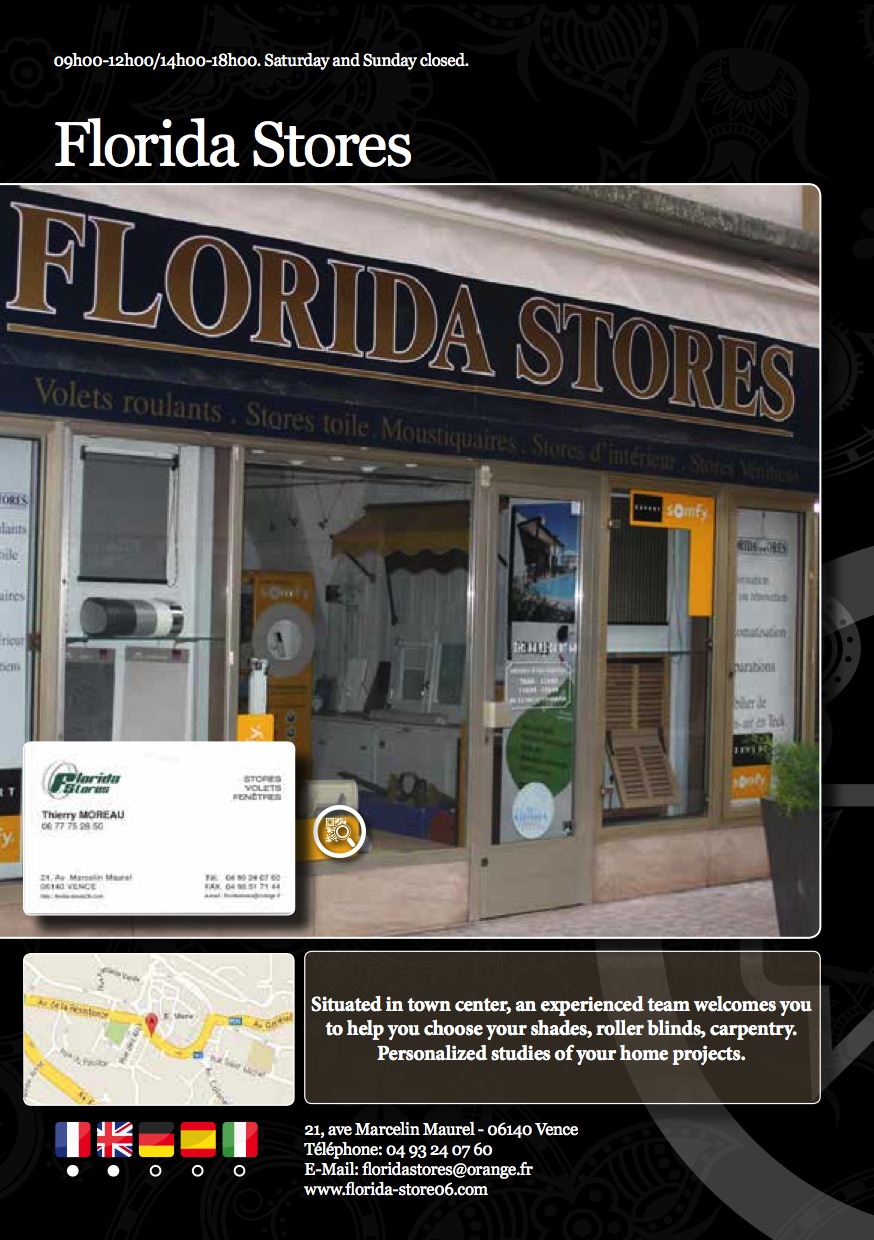 09h00-12h00/14h00-18h00. Saturday and Sunday closed.
Florida Stores
FLORIDA STORES
Volets roulants . Stores toile . Moustiquaires . Stores d'intérieur . Stores Vénitiens
EXPERT somfy.
somfy.
Florida
Stores
STORES
VOLETS
FENÊTRES
Thierry MOREAU
06 77 75 28 50
21. Av Marcelin Maurel
06140 VENCE
Tél. 04 93 24 07 60
FAX 04 93 51 71 44
Av. de la Résistance
Situated in town center, an experienced team welcomes you
to help you choose your shades, roller blinds, carpentry.
Personalized studies of your home projects.
21, ave Marcelin Maurel - 06140 Vence
Téléphone: 04 93 24 07 60
E-Mail: floridastores@orange.fr
www.florida-store06.com